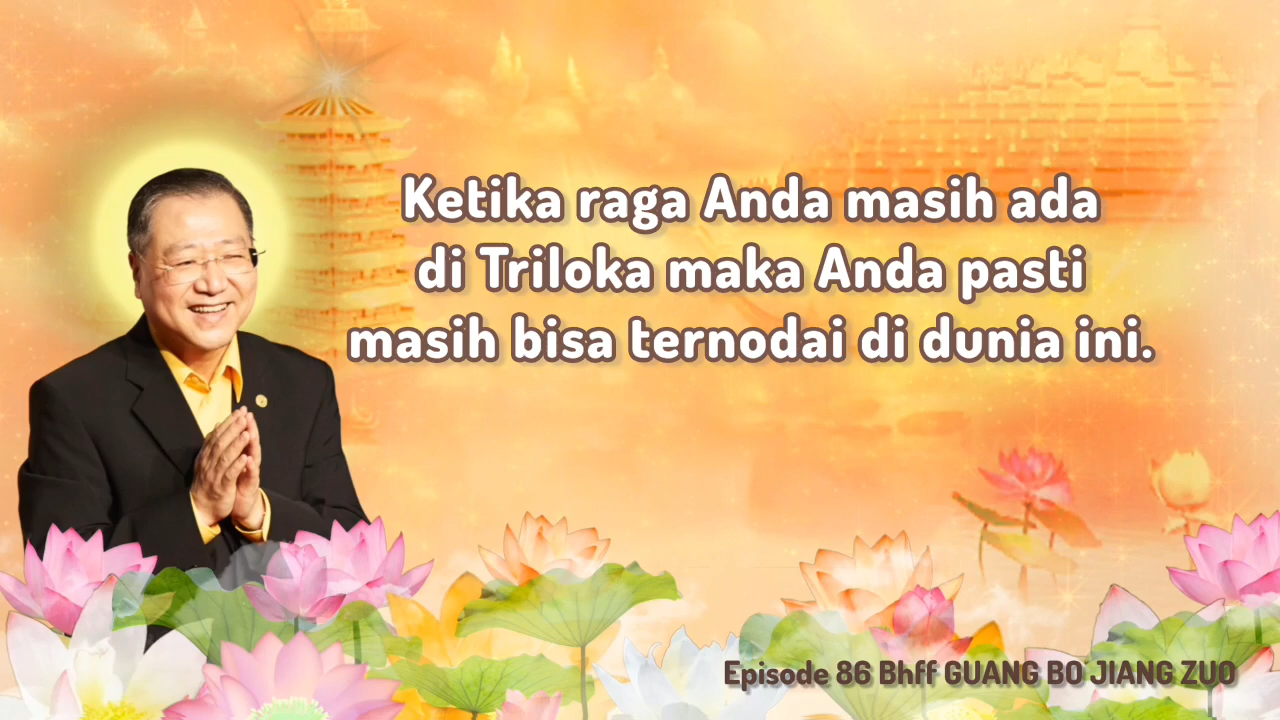 Ketika raga Anda masih ada
di Triloka maka Anda pasti
masih bisa ternodai di dunia ini.
Episode 86 Bhff GUANG BO JIANG ZUO